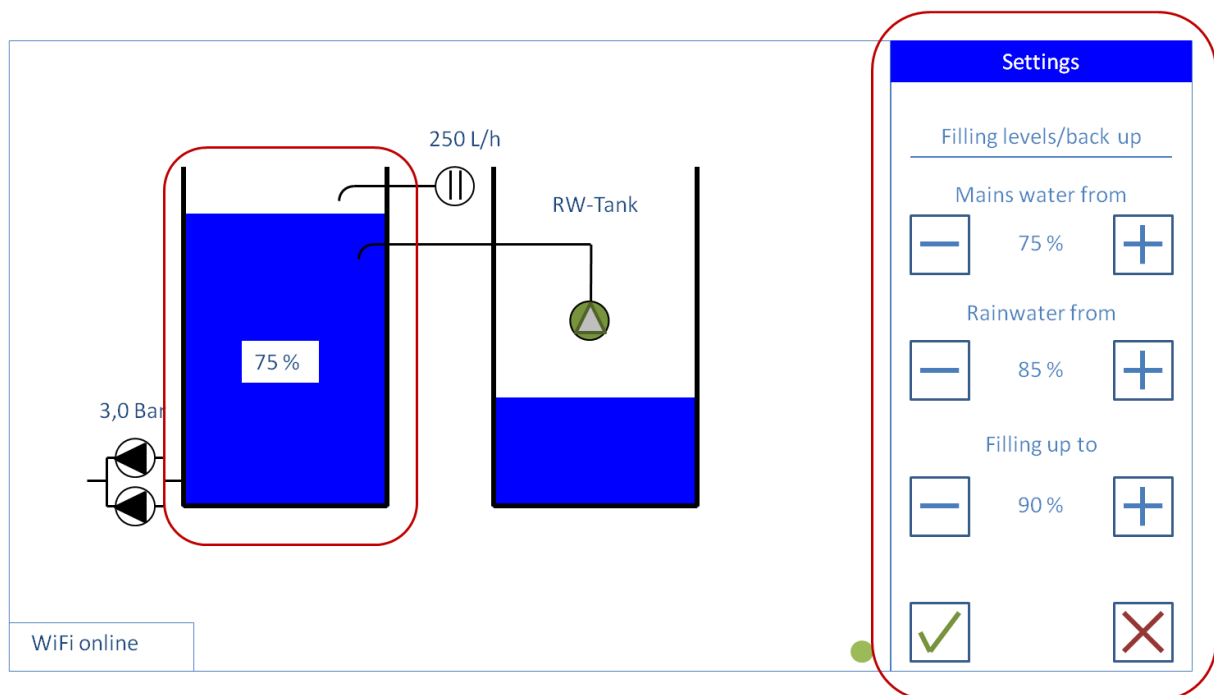 Settings
250 L/h
Filling levels/back up
RW-Tank
Mains water from
75 %
Rainwater from
75 %
85 %
3,0 Bar
Filling up to
90 %
WiFi online